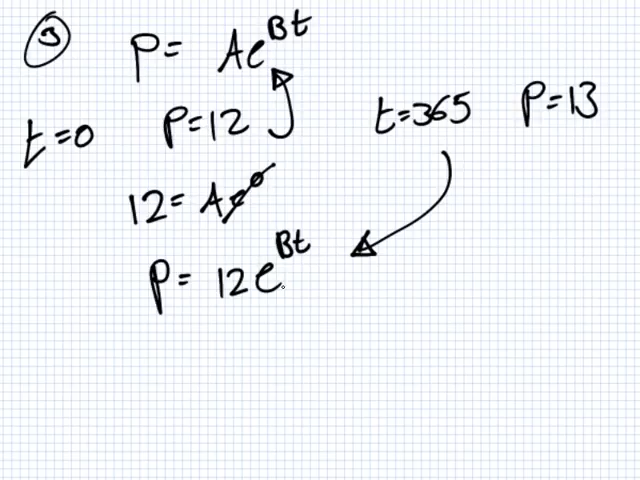 ③ P = Ae^{Bt}
t=0 P=12 t=365 P=13
12 = Ae^0
P = 12e^{Bt}